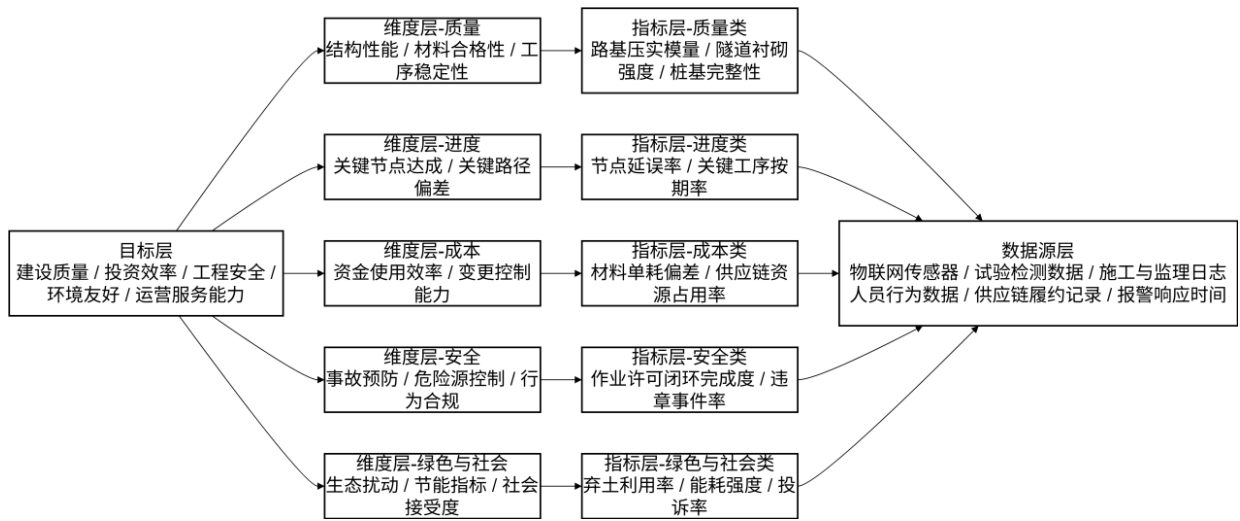 目标层
建设质量 / 投资效率 / 工程安全 /
环境友好 / 运营服务能力
维度层-质量
结构性能 / 材料合格性 / 工
序稳定性
指标层-质量类
路基压实模量 / 隧道衬砌
强度 / 桩基完整性
维度层-进度
关键节点达成 / 关键路径
偏差
指标层-进度类
节点延误率 / 关键工序按
期率
维度层-成本
资金使用效率 / 变更控制
能力
指标层-成本类
材料单耗偏差 / 供应链资
源占用率
维度层-安全
事故预防 / 危险源控制 / 行
为合规
指标层-安全类
作业许可闭环完成度 / 违
章事件率
维度层-绿色与社会
生态扰动 / 节能指标 / 社会
接受度
指标层-绿色与社会类
弃土利用率 / 能耗强度 / 投
诉率
数据源层
物联网传感器 / 试验检测数据 / 施工与监理日志
人员行为数据 / 供应链履约记录 / 报警响应时间